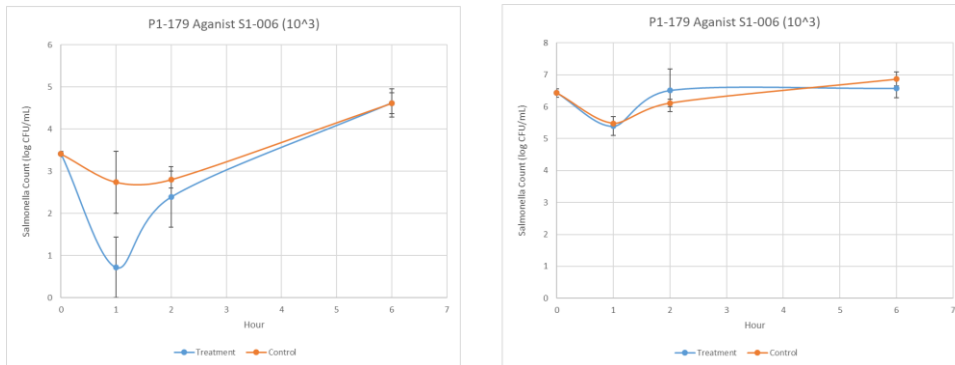 P1-179 Aganist S1-006 (10^3)
Salmonella Count (log CFU/mL)
6
5
4
3
2
1
0
0 1 2 3 4 5 6 7
Hour
Treatment Control
P1-179 Aganist S1-006 (10^3)
Salmonella Count (log CFU/mL)
8
7
6
5
4
3
2
1
0
0 1 2 3 4 5 6 7
Hour
Treatment Control